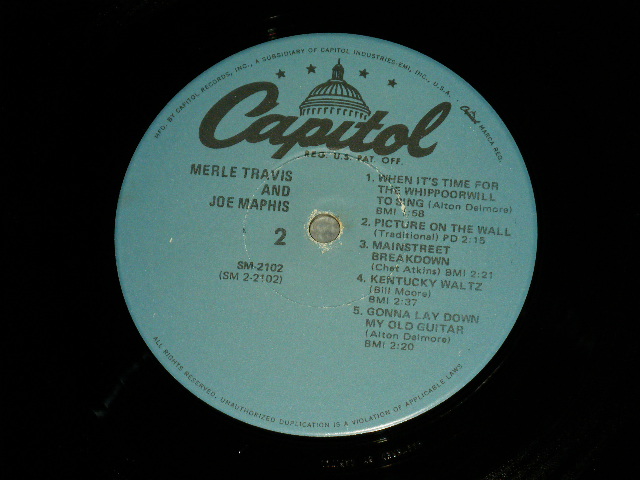 MFG. BY CAPITOL RECORDS, INC., A SUBSIDIARY OF CAPITOL INDUSTRIES-EMI, INC., U.S.A. . Capitol MARCA REG.
Capitol
REG. U.S. PAT. OFF.
MERLE TRAVIS
AND
JOE MAPHIS
2
SM-2102
(SM 2-2102)
1. WHEN IT'S TIME FOR
THE WHIPPOORWILL
TO SING (Alton Delmore)
BMI :58
2. PICTURE ON THE WALL
(Traditional) PD 2:15
3. MAINSTREET
BREAKDOWN
(Chet Atkins) BMI 2:21
4. KENTUCKY WALTZ
(Bill Moore)
BMI 2:37
5. GONNA LAY DOWN
MY OLD GUITAR
(Alton Delmore)
BMI 2:20
ALL RIGHTS RESERVED. UNAUTHORIZED DUPLICATION IS A VIOLATION OF APPLICABLE LAWS.